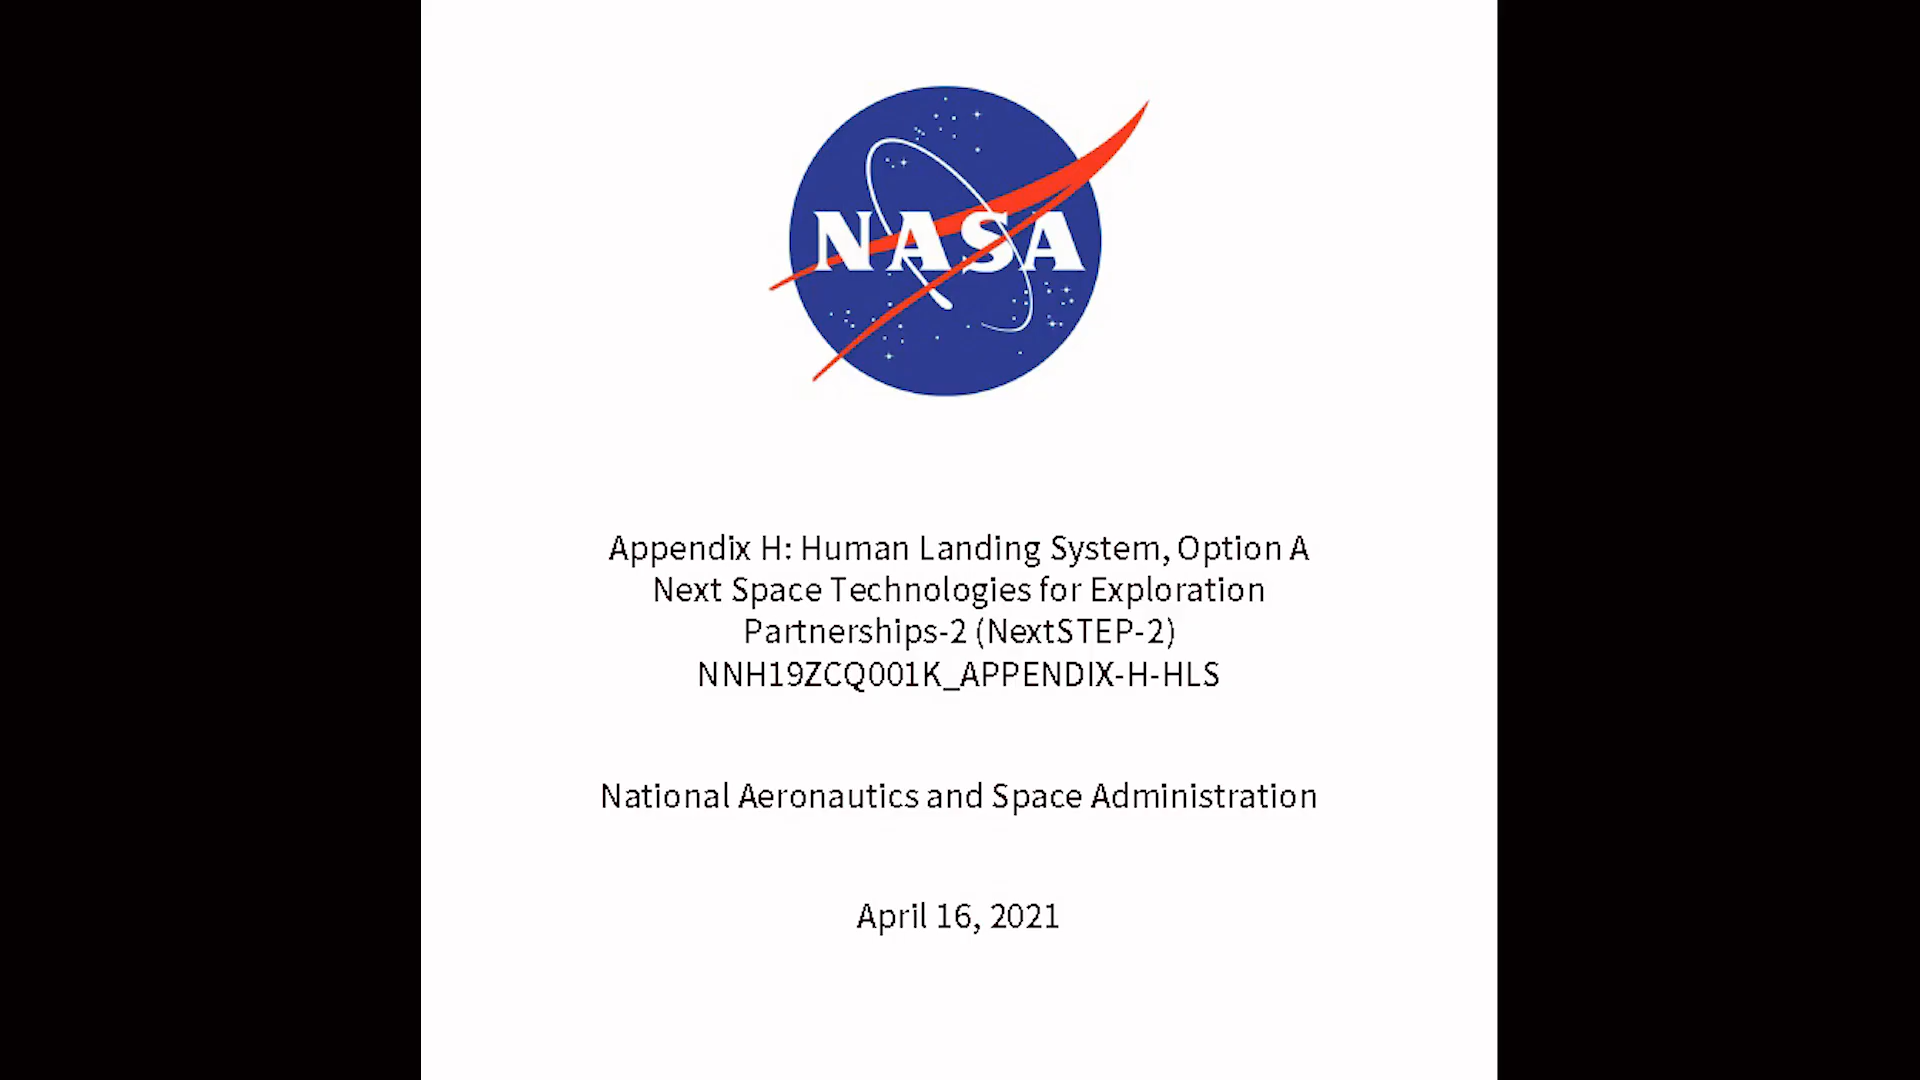 NASA
Appendix H: Human Landing System, Option A
Next Space Technologies for Exploration
Partnerships-2 (NextSTEP-2)
NNH19ZCQ001K_APPENDIX-H-HLS
National Aeronautics and Space Administration
April 16, 2021